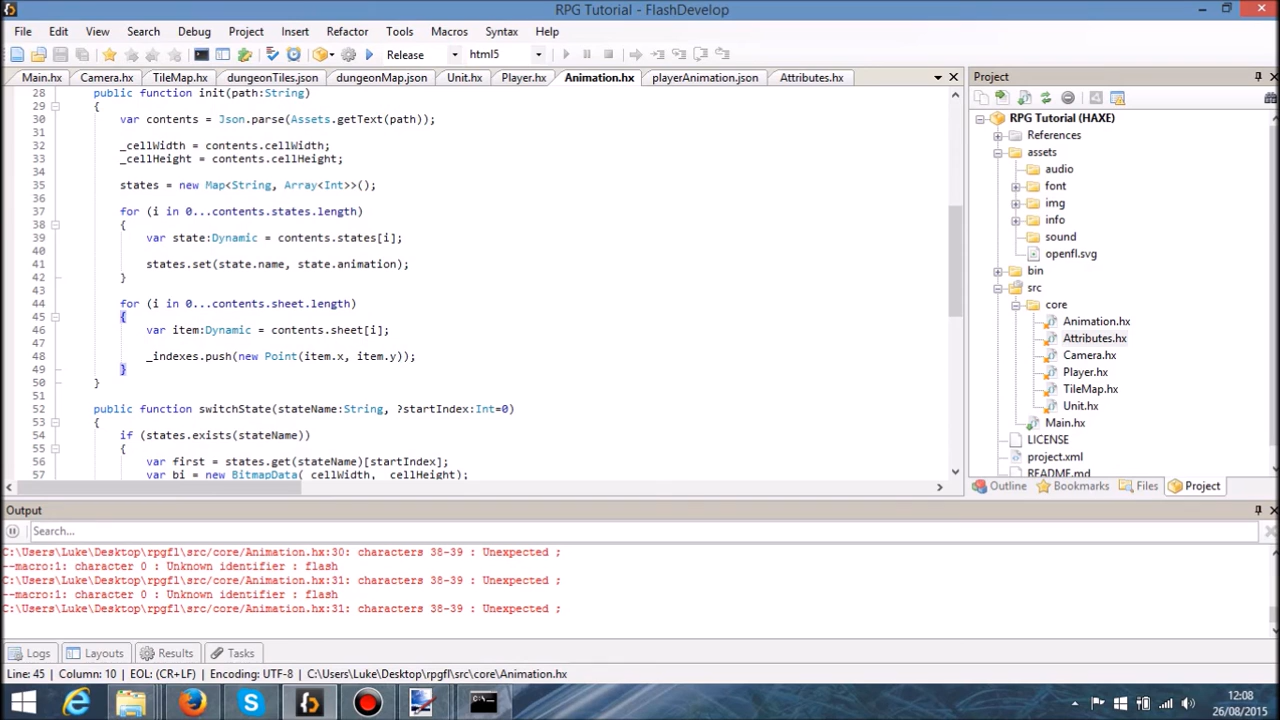 RPG Tutorial - FlashDevelop
File Edit View Search Debug Project Insert Refactor Tools Macros Syntax Help
Release html5
Main.hx Camera.hx TileMap.hx dungeonTiles.json dungeonMap.json Unit.hx Player.hx Animation.hx playerAnimation.json Attributes.hx
28 public function init(path:String)
29 {
30 var contents = Json.parse(Assets.getText(path));
31
32 _cellWidth = contents.cellWidth;
33 _cellHeight = contents.cellHeight;
34
35 states = new Map<String, Array<Int>>();
36
37 for (i in 0...contents.states.length)
38 {
39 var state:Dynamic = contents.states[i];
40
41 states.set(state.name, state.animation);
42 }
43
44 for (i in 0...contents.sheet.length)
45 {
46 var item:Dynamic = contents.sheet[i];
47
48 _indexes.push(new Point(item.x, item.y));
49 }
50 }
51
52 public function switchState(stateName:String, ?startIndex:Int=0)
53 {
54 if (states.exists(stateName))
55 {
56 var first = states.get(stateName)[startIndex];
57 var bi = new BitmapData(_cellWidth, _cellHeight);
Project
RPG Tutorial (HAXE)
References
assets
audio
font
img
info
sound
openfl.svg
bin
src
core
Animation.hx
Attributes.hx
Camera.hx
Player.hx
TileMap.hx
Unit.hx
Main.hx
LICENSE
project.xml
README.md
Outline Bookmarks Files Project
Output
Search...
C:\Users\Luke\Desktop\rpgfl\src/core/Animation.hx:30: characters 38-39 : Unexpected ;
--macro:1: character 0 : Unknown identifier : flash
C:\Users\Luke\Desktop\rpgfl\src/core/Animation.hx:31: characters 38-39 : Unexpected ;
--macro:1: character 0 : Unknown identifier : flash
C:\Users\Luke\Desktop\rpgfl\src/core/Animation.hx:31: characters 38-39 : Unexpected ;
Logs Layouts Results Tasks
Line: 45 Column: 10 EOL: (CR+LF) Encoding: UTF-8 C:\Users\Luke\Desktop\rpgfl\src\core\Animation.hx
12:08
26/08/2015